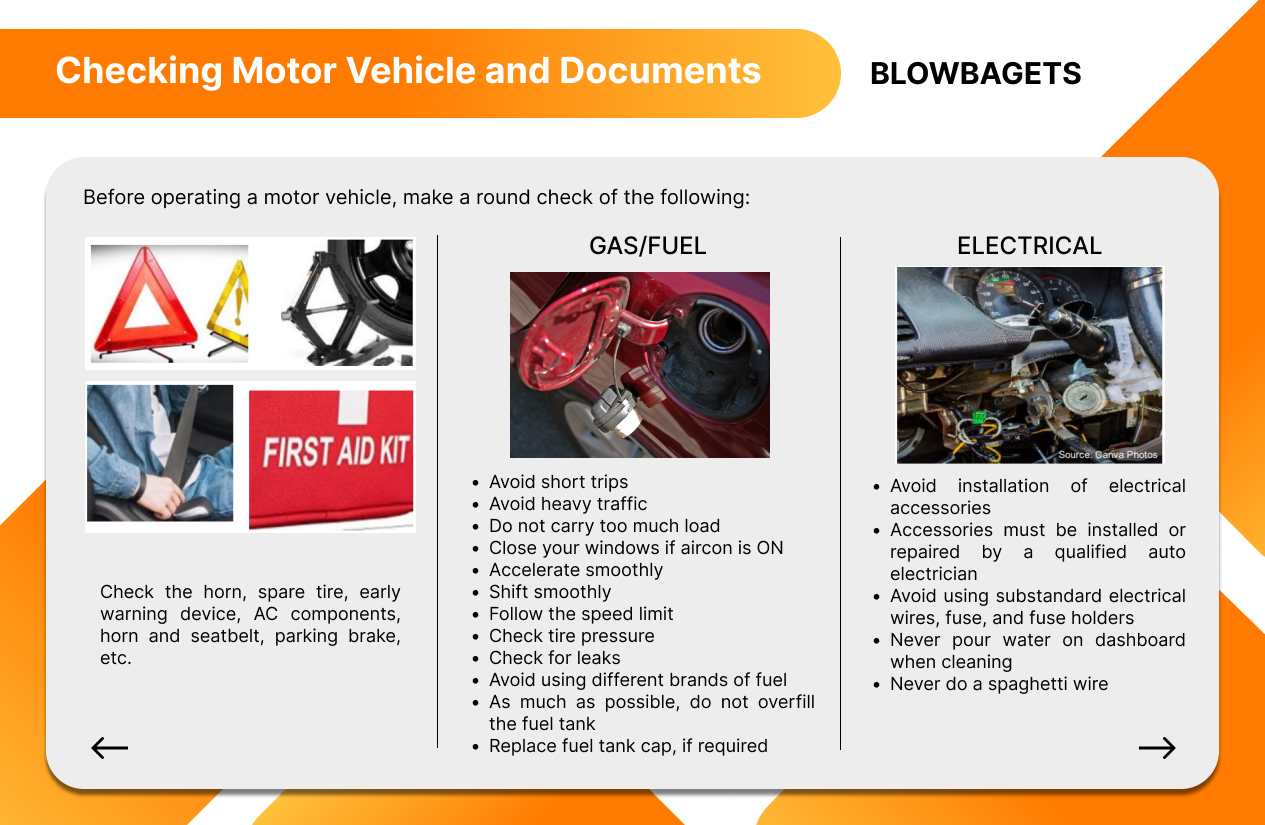 Checking Motor Vehicle and Documents
BLOWBAGETS
Before operating a motor vehicle, make a round check of the following:
FIRST AID KIT
Check the horn, spare tire, early
warning device, AC components,
horn and seatbelt, parking brake,
etc.
GAS/FUEL
• Avoid short trips
• Avoid heavy traffic
• Do not carry too much load
• Close your windows if aircon is ON
• Accelerate smoothly
• Shift smoothly
• Follow the speed limit
• Check tire pressure
• Check for leaks
• Avoid using different brands of fuel
• As much as possible, do not overfill
the fuel tank
• Replace fuel tank cap, if required
ELECTRICAL
Source: Canva Photos
• Avoid installation of electrical
accessories
• Accessories must be installed or
repaired by a qualified auto
electrician
• Avoid using substandard electrical
wires, fuse, and fuse holders
• Never pour water on dashboard
when cleaning
• Never do a spaghetti wire